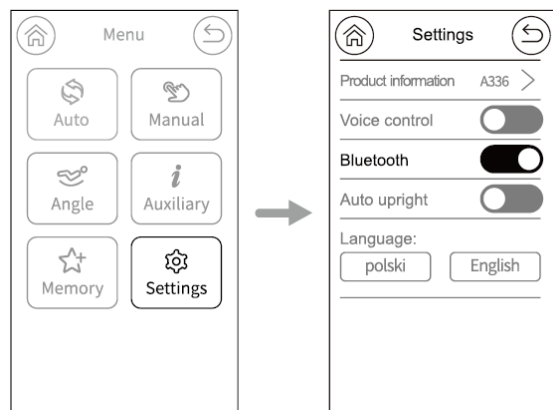 Menu
Auto
Manual
Angle
Auxiliary
Memory
Settings
Settings
Product information A336
Voice control
Bluetooth
Auto upright
Language:
polski English